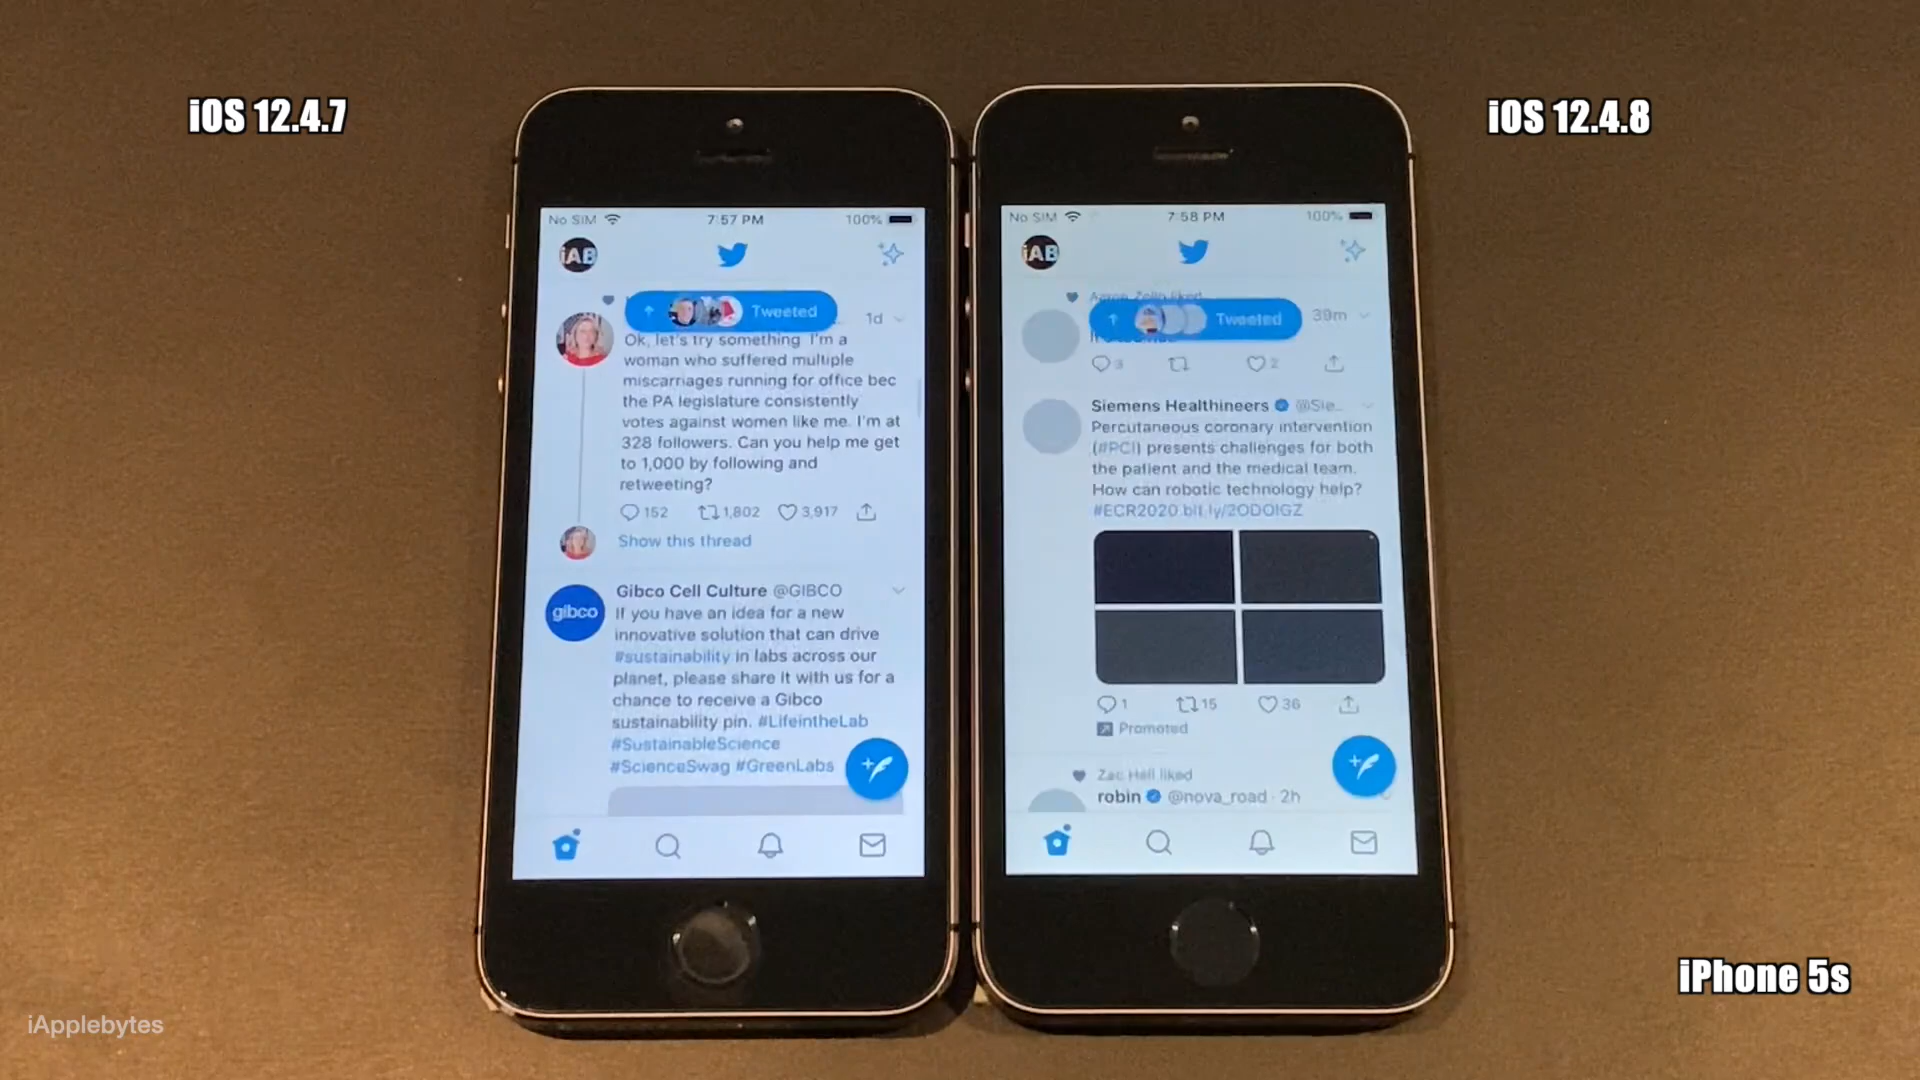 iOS 12.4.7
iOS 12.4.8
No SIM
7:57 PM
100%
iAB
Tweeted
1d
Ok, let's try something I'm a
woman who suffered multiple
miscarriages running for office bec
the PA legislature consistently
votes against women like me. I'm at
328 followers. Can you help me get
to 1,000 by following and
retweeting?
152 1,802 3,917
Show this thread
Gibco Cell Culture @GIBCO
gibco
If you have an idea for a new
innovative solution that can drive
#sustainability in labs across our
planet, please share it with us for a
chance to receive a Gibco
sustainability pin. #LifeintheLab
#SustainableScience
#ScienceSwag #GreenLabs
No SIM
7:58 PM
100%
iAB
liked
Tweeted
39m
3 2
Siemens Healthineers @Sie...
Percutaneous coronary intervention
(#PCI) presents challenges for both
the patient and the medical team.
How can robotic technology help?
#ECR2020 bit.ly/2ODOIGZ
1 15 36
Promoted
Zac Hall liked
robin @nova_road · 2h
iPhone 5s
iApplebytes